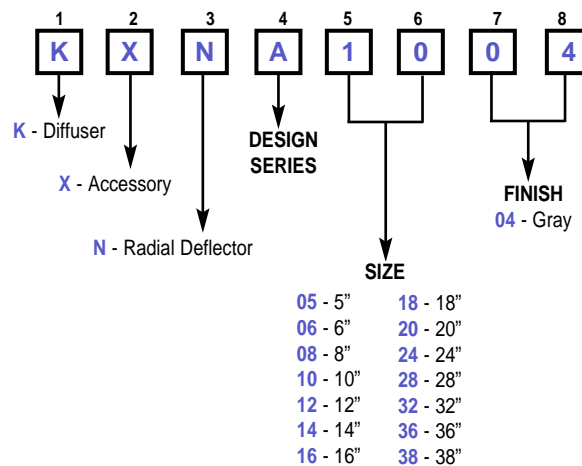 1 2 3 4 5 6 7 8
K X N A 1 0 0 4
K - Diffuser
X - Accessory
N - Radial Deflector
DESIGN
SERIES
FINISH
04 - Gray
SIZE
05 - 5” 18 - 18”
06 - 6” 20 - 20”
08 - 8” 24 - 24”
10 - 10” 28 - 28”
12 - 12” 32 - 32”
14 - 14” 36 - 36”
16 - 16” 38 - 38”